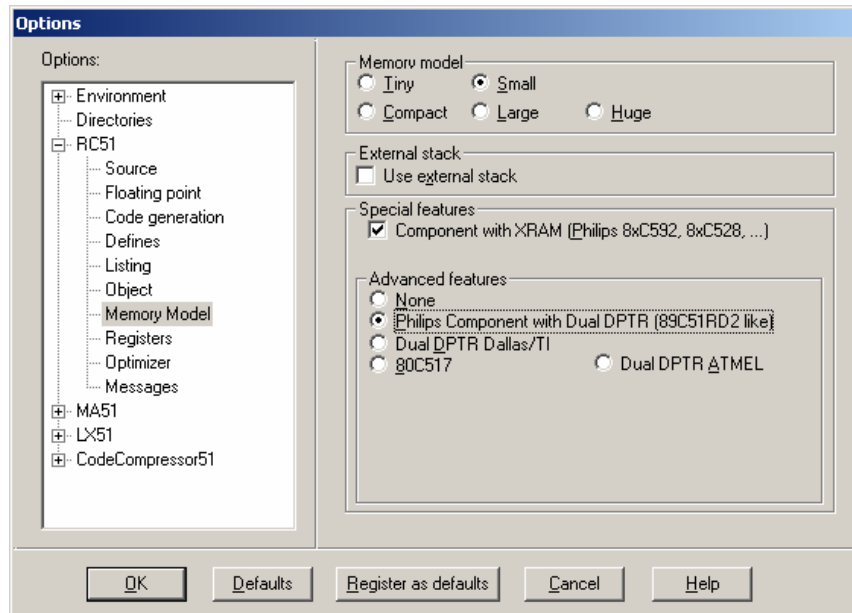 Options
Options:
Environment
Directories
RC51
Source
Floating point
Code generation
Defines
Listing
Object
Memory Model
Registers
Optimizer
Messages
MA51
LX51
CodeCompressor51
Memory model
Tiny Small
Compact Large Huge
External stack
Use external stack
Special features
Component with XRAM (Philips 8xC592, 8xC528, ...)
Advanced features
None
Philips Component with Dual DPTR (89C51RD2 like)
Dual DPTR Dallas/TI
80C517 Dual DPTR ATMEL
OK Defaults Register as defaults Cancel Help